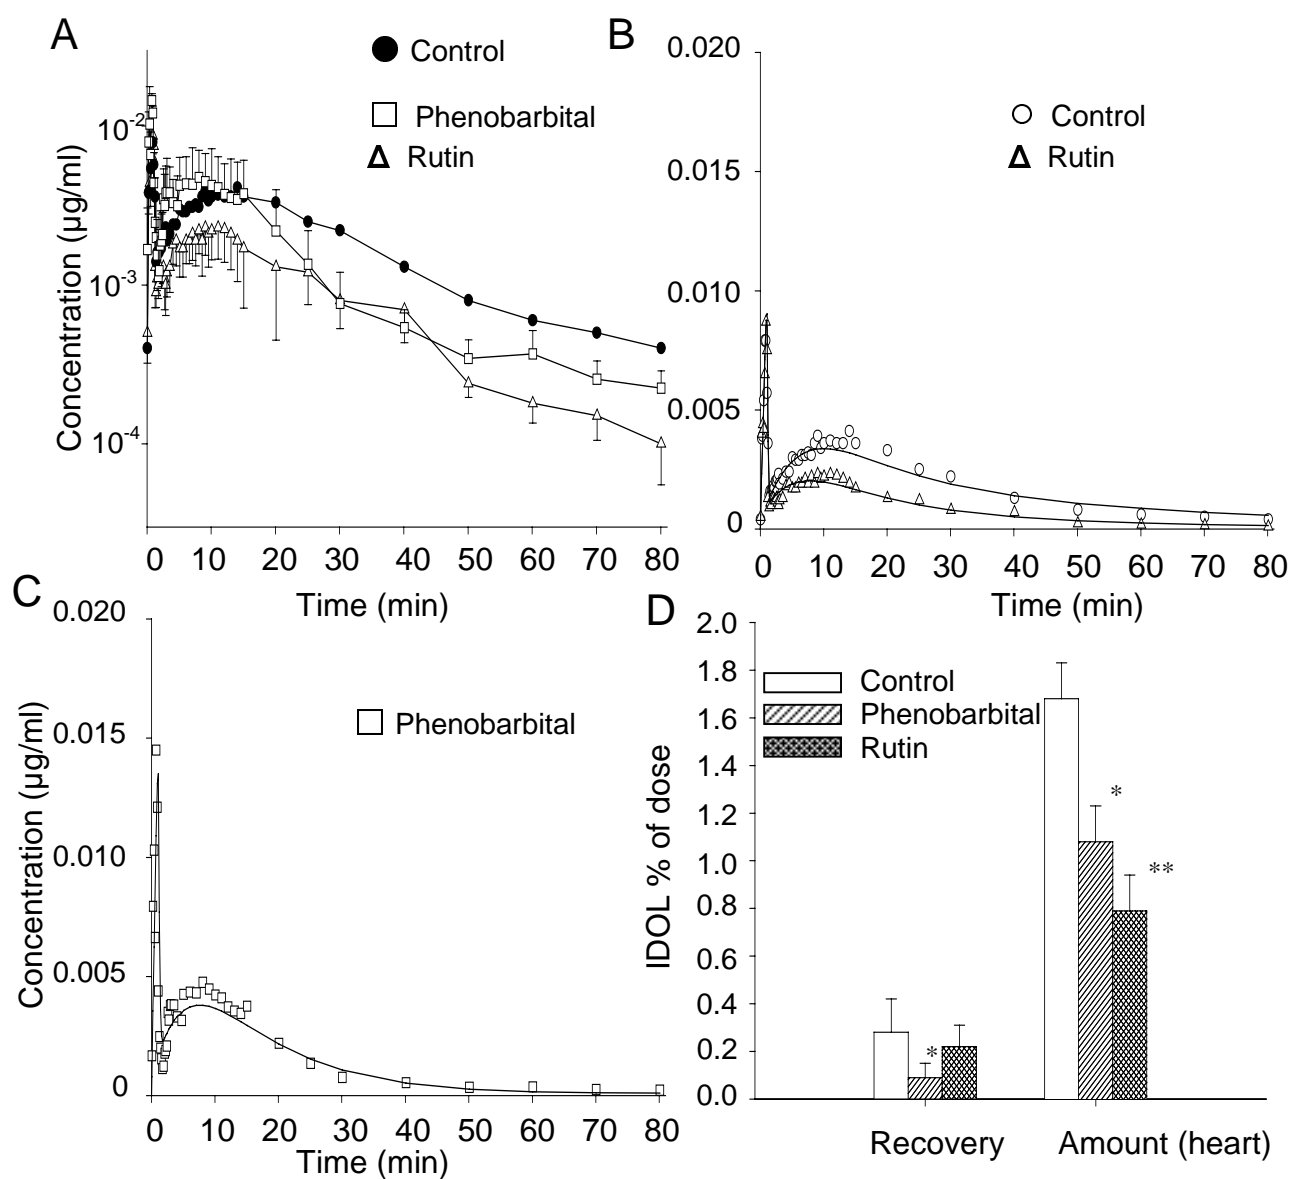 A
Control
Phenobarbital
Rutin
10-2
10-3
10-4
Concentration (µg/ml)
0 10 20 30 40 50 60 70 80
Time (min)
B
0.020
0.015
0.010
0.005
0
Control
Rutin
0 10 20 30 40 50 60 70 80
Time (min)
C
0.020
0.015
0.010
0.005
0
Concentration (µg/ml)
Phenobarbital
0 10 20 30 40 50 60 70 80
Time (min)
D
2.0
1.8
1.6
1.4
1.2
1.0
0.8
0.6
0.4
0.2
0.0
IDOL % of dose
Control
Phenobarbital
Rutin
*
*
**
Recovery Amount (heart)